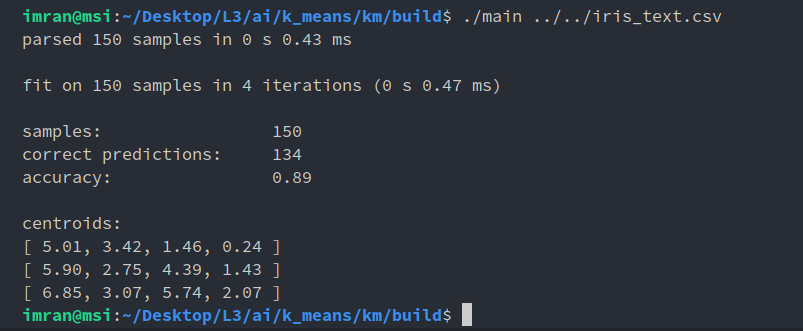 imran@msi:~/Desktop/L3/ai/k_means/km/build$ ./main ../../iris_text.csv
parsed 150 samples in 0 s 0.43 ms
fit on 150 samples in 4 iterations (0 s 0.47 ms)
samples: 150
correct predictions: 134
accuracy: 0.89
centroids:
[ 5.01, 3.42, 1.46, 0.24 ]
[ 5.90, 2.75, 4.39, 1.43 ]
[ 6.85, 3.07, 5.74, 2.07 ]
imran@msi:~/Desktop/L3/ai/k_means/km/build$